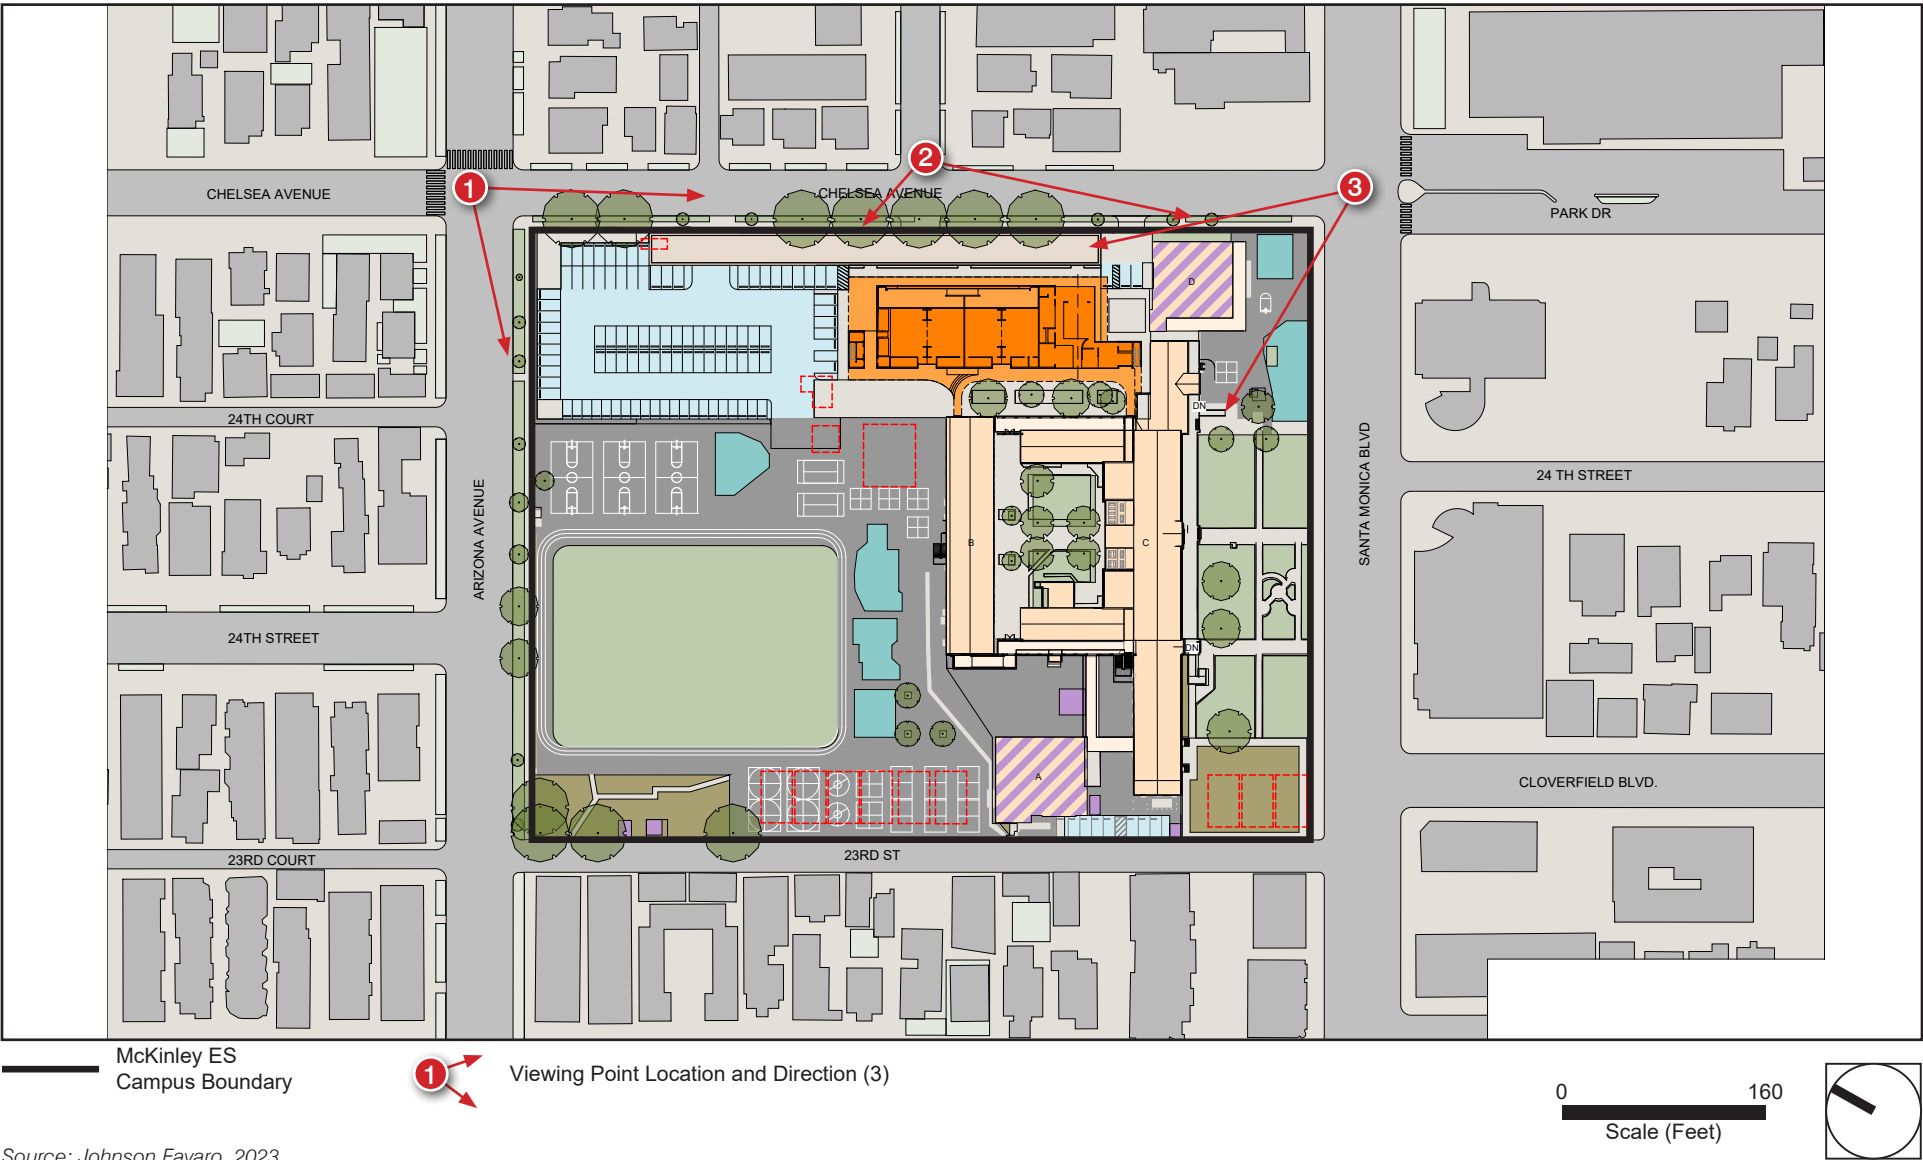 2
1
3
CHELSEA AVENUE
CHELSEA AVENUE
PARK DR
D
DN
24TH COURT
SANTA MONICA BLVD
24 TH STREET
ARIZONA AVENUE
B
C
24TH STREET
DN
A
CLOVERFIELD BLVD.
23RD COURT
23RD ST
McKinley ES
Campus Boundary
1
Viewing Point Location and Direction (3)
0
160
Scale (Feet)
Source: Johnson Favaro, 2023